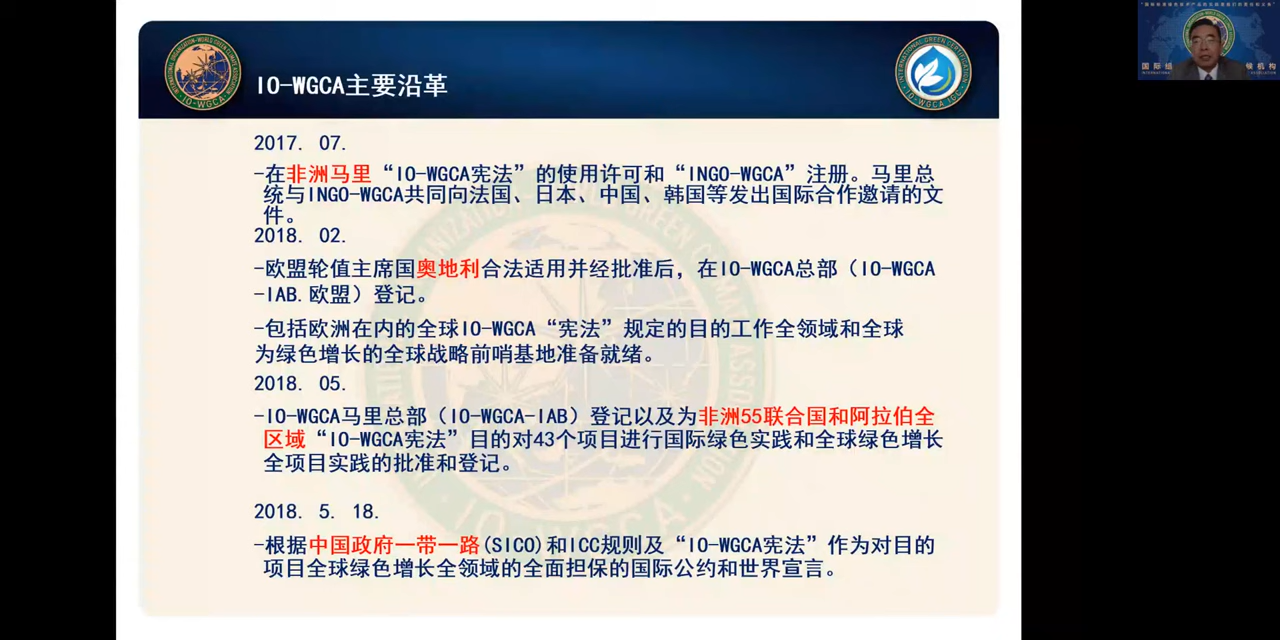 IO-WGCA主要沿革
INTERNATIONAL GREEN CERTIFICATION
IO-WGCA IGC
2017. 07.
-在非洲马里“IO-WGCA宪法”的使用许可和“INGO-WGCA”注册。马里总
统与INGO-WGCA共同向法国、日本、中国、韩国等发出国际合作邀请的文
件。
2018. 02.
-欧盟轮值主席国奥地利合法适用并经批准后，在IO-WGCA总部（IO-WGCA
-IAB.欧盟）登记。
-包括欧洲在内的全球IO-WGCA“宪法”规定的目的工作全领域和全球
为绿色增长的全球战略前哨基地准备就绪。
2018. 05.
-IO-WGCA马里总部（IO-WGCA-IAB）登记以及为非洲55联合国和阿拉伯全
区域“IO-WGCA宪法”目的对43个项目进行国际绿色实践和全球绿色增长
全项目实践的批准和登记。
2018. 5. 18.
-根据中国政府一带一路(SICO)和ICC规则及“IO-WGCA宪法”作为对目的
项目全球绿色增长全领域的全面担保的国际公约和世界宣言。
IO-WGCA
国际组
候机构